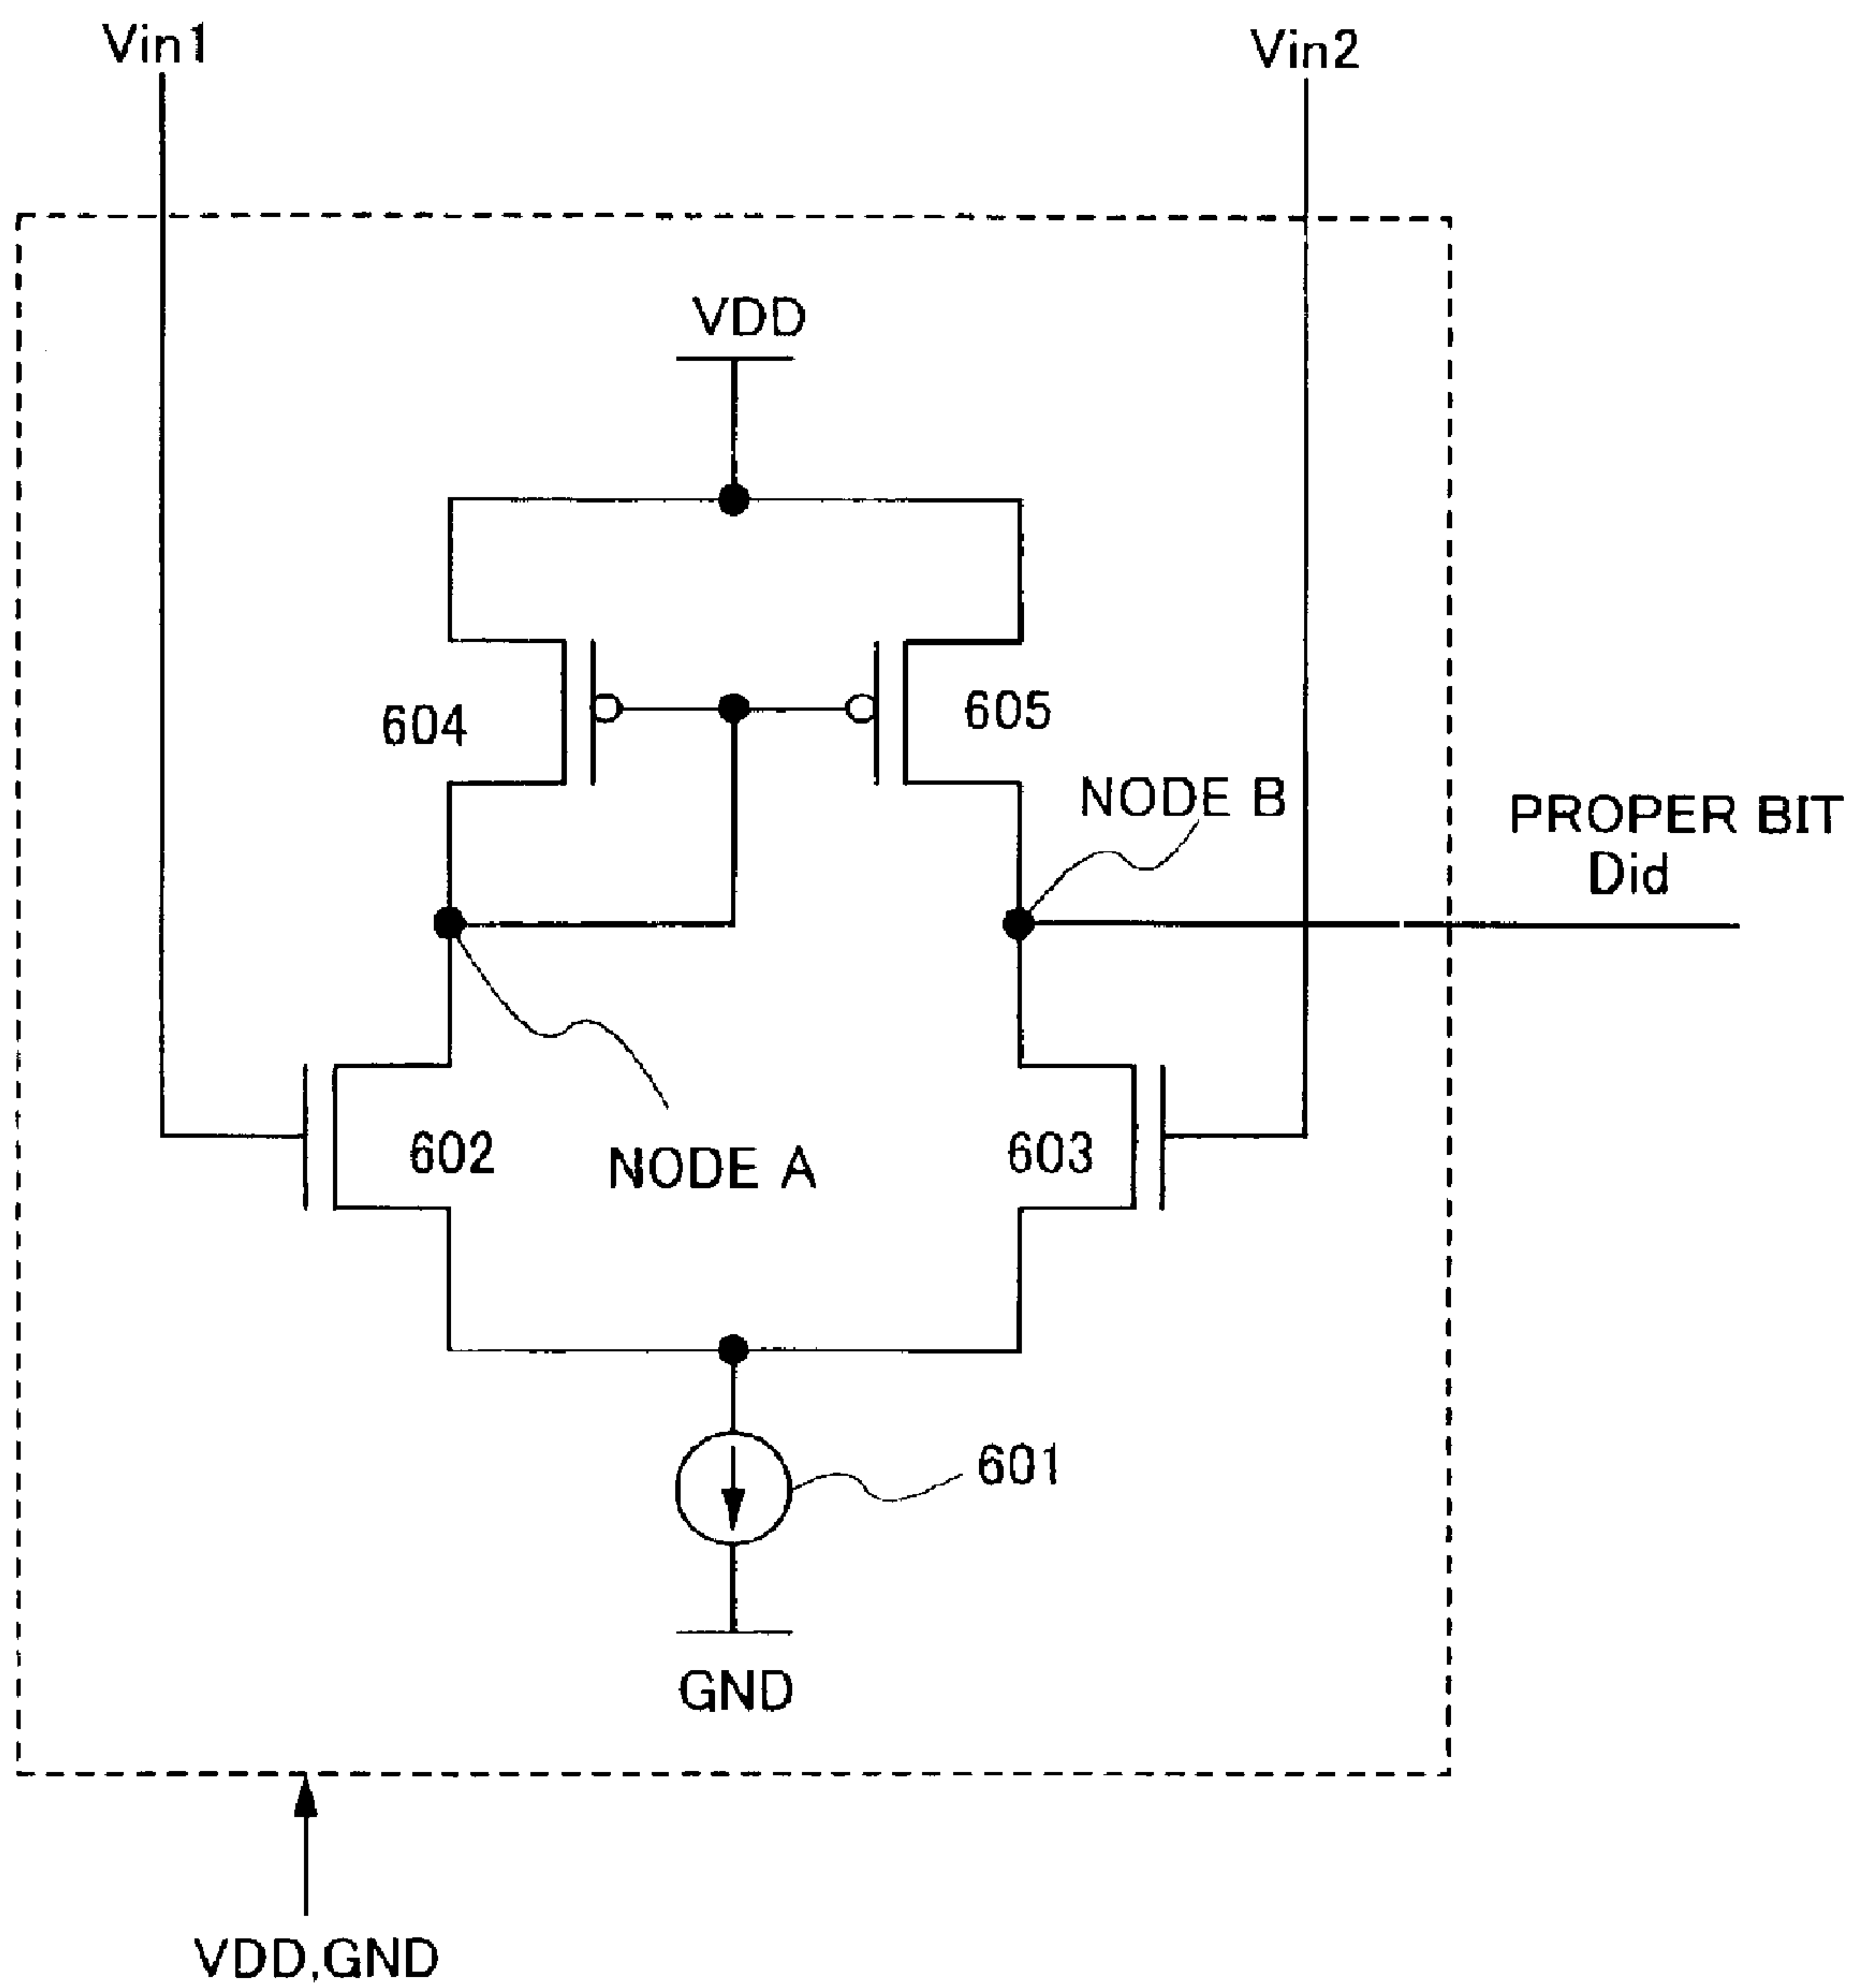 Vin1
Vin2
VDD
604
605
NODE B
PROPER BIT
Did
602
NODE A
603
601
GND
VDD,GND